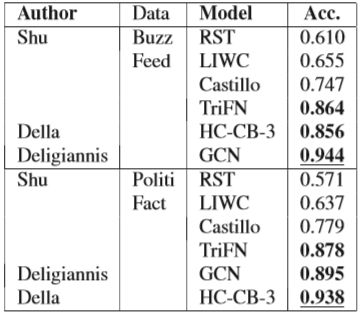 Author Data Model Acc.
Shu Buzz RST 0.610
Feed LIWC 0.655
Castillo 0.747
TriFN 0.864
Della HC-CB-3 0.856
Deligiannis GCN 0.944
Shu Politi RST 0.571
Fact LIWC 0.637
Castillo 0.779
TriFN 0.878
Deligiannis GCN 0.895
Della HC-CB-3 0.938